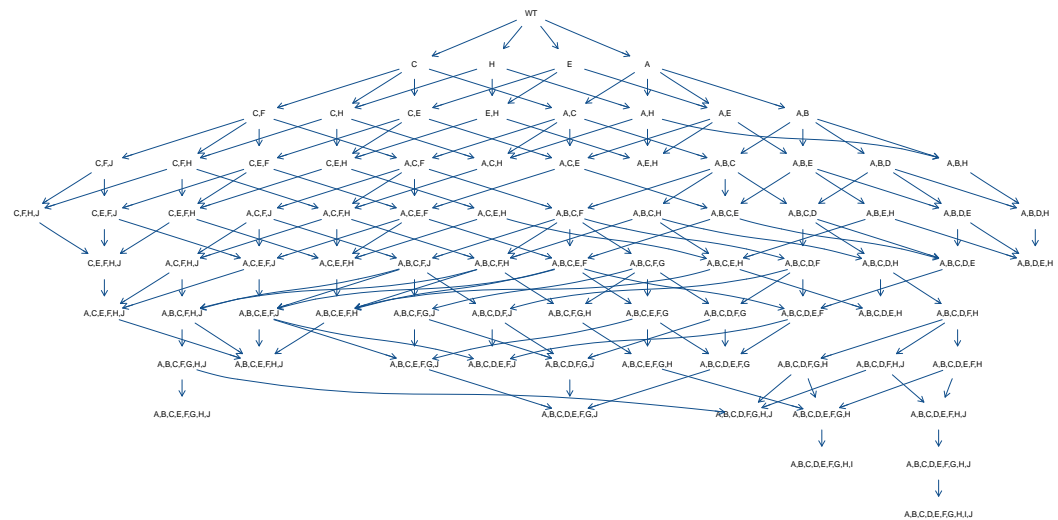 WT
C H E A
C,F C,H C,E E,H A,C A,H A,E A,B
C,F,J C,F,H C,E,F C,E,H A,C,F A,C,H A,C,E A,E,H A,B,C A,B,E A,B,D A,B,H
C,F,H,J C,E,F,J C,E,F,H A,C,F,J A,C,F,H A,C,E,F A,C,E,H A,B,C,F A,B,C,H A,B,C,E A,B,C,D A,B,E,H A,B,D,E A,B,D,H
C,E,F,H,J A,C,F,H,J A,C,E,F,J A,C,E,F,H A,B,C,F,J A,B,C,F,H A,B,C,E,F A,B,C,F,G A,B,C,E,H A,B,C,D,F A,B,C,D,H A,B,C,D,E A,B,D,E,H
A,C,E,F,H,J A,B,C,F,H,J A,B,C,E,F,J A,B,C,E,F,H A,B,C,F,G,J A,B,C,D,F,J A,B,C,F,G,H A,B,C,E,F,G A,B,C,D,F,G A,B,C,D,E,F A,B,C,D,E,H A,B,C,D,F,H
A,B,C,F,G,H,J A,B,C,E,F,H,J A,B,C,E,F,G,J A,B,C,D,E,F,J A,B,C,D,F,G,J A,B,C,E,F,G,H A,B,C,D,E,F,G A,B,C,D,F,G,H A,B,C,D,F,H,J A,B,C,D,E,F,H
A,B,C,E,F,G,H,J A,B,C,D,E,F,G,J A,B,C,D,F,G,H,J A,B,C,D,E,F,G,H A,B,C,D,E,F,H,J
A,B,C,D,E,F,G,H,I A,B,C,D,E,F,G,H,J
A,B,C,D,E,F,G,H,I,J